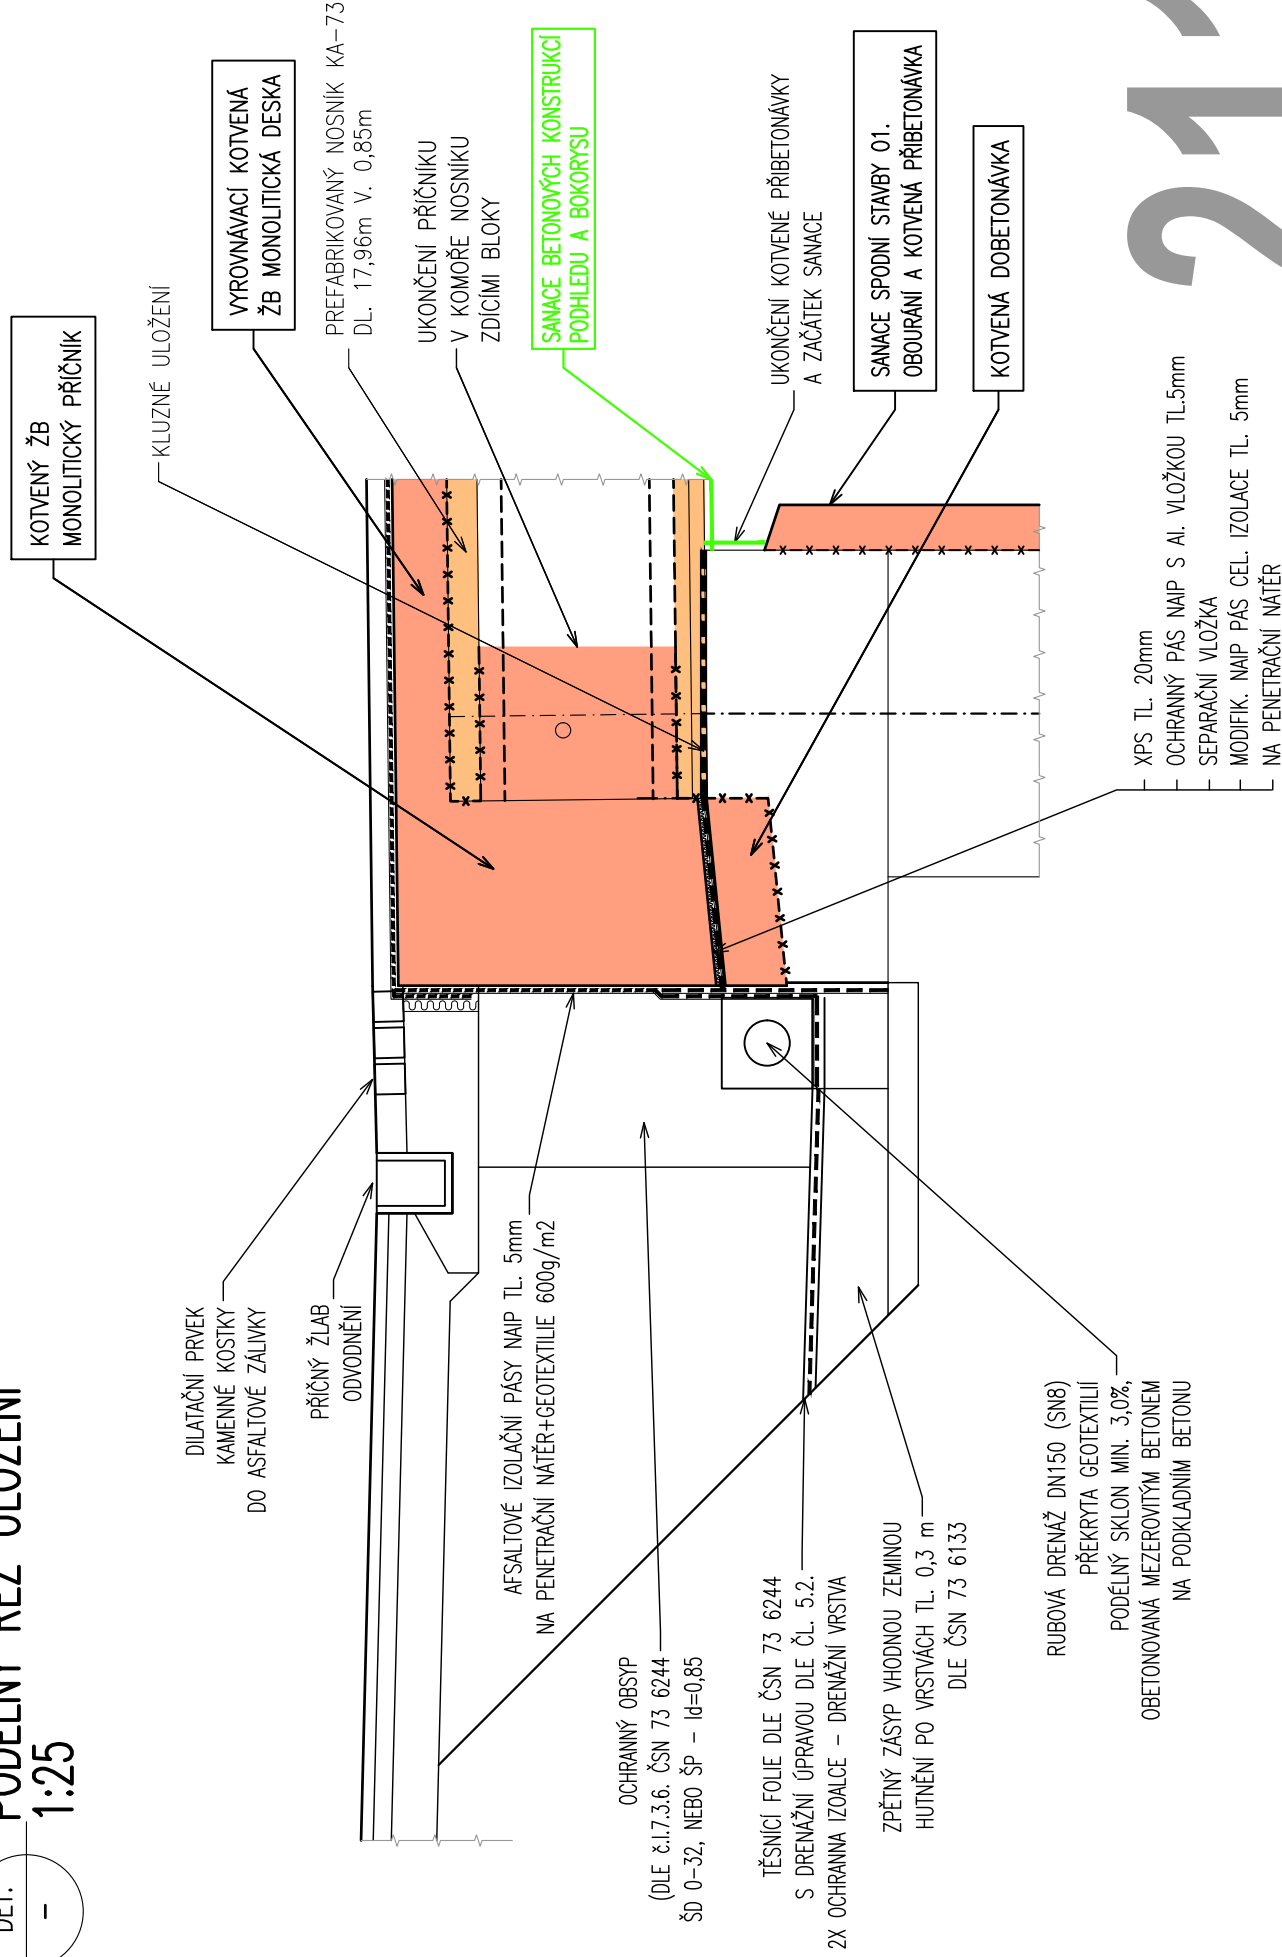 DET.
-
PODÉLNÝ ŘEZ ULOŽENÍ
1:25
KOTVENÝ ŽB
MONOLITICKÝ PŘÍČNÍK
KLUZNÉ ULOŽENÍ
VYROVNÁVACÍ KOTVENÁ
ŽB MONOLITICKÁ DESKA
PREFABRIKOVANÝ NOSNÍK KA-73
DL. 17,96m V. 0,85m
UKONČENÍ PŘÍČNÍKU
V KOMOŘE NOSNÍKU
ZDÍCÍMI BLOKY
SANACE BETONOVÝCH KONSTRUKCÍ
PODHLEDU A BOKORYSU
UKONČENÍ KOTVENÉ PŘIBETONÁVKY
A ZAČÁTEK SANACE
SANACE SPODNÍ STAVBY 01.
OBOURÁNÍ A KOTVENÁ PŘIBETONÁVKA
KOTVENÁ DOBETONÁVKA
XPS TL. 20mm
OCHRANNÝ PÁS NAIP S Al. VLOŽKOU TL.5mm
SEPARAČNÍ VLOŽKA
MODIFIK. NAIP PÁS CEL. IZOLACE TL. 5mm
NA PENETRAČNÍ NÁTĚR
DILATAČNÍ PRVEK
KAMENNÉ KOSTKY
DO ASFALTOVÉ ZÁLIVKY
PŘÍČNÝ ŽLAB
ODVODNĚNÍ
AFSALTOVÉ IZOLAČNÍ PÁSY NAIP TL. 5mm
NA PENETRAČNÍ NÁTĚR+GEOTEXTILIE 600g/m2
OCHRANNÝ OBSYP
(DLE č.l.7.3.6. ČSN 73 6244
ŠD 0-32, NEBO ŠP - Id=0,85
TĚSNÍCÍ FOLIE DLE ČSN 73 6244
S DRENÁŽNÍ ÚPRAVOU DLE ČL. 5.2.
2X OCHRANNA IZOALCE - DRENÁŽNÍ VRSTVA
ZPĚTNÝ ZÁSYP VHODNOU ZEMINOU
HUTNĚNÍ PO VRSTVÁCH TL. 0,3 m
DLE ČSN 73 6133
RUBOVÁ DRENÁŽ DN150 (SN8)
PŘEKRYTA GEOTEXTILIÍ
PODÉLNÝ SKLON MIN. 3,0%,
OBETONOVANÁ MEZEROVITÝM BETONEM
NA PODKLADNÍM BETONU